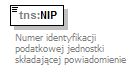 tns:NIP
Numer identyfikacji
podatkowej jednostki
składającej powiadomienie